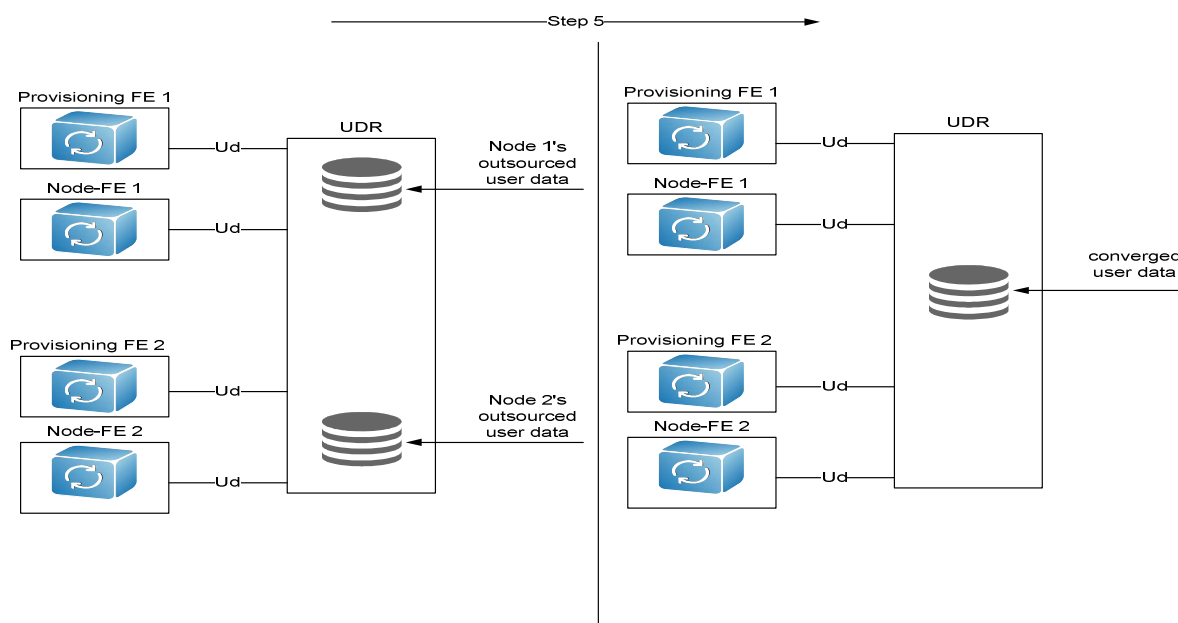 Step 5
Provisioning FE 1
Ud
Node-FE 1
Ud
UDR
Node 1's
outsourced
user data
Provisioning FE 2
Ud
Node-FE 2
Ud
Node 2's
outsourced
user data
Provisioning FE 1
Ud
Node-FE 1
Ud
UDR
converged
user data
Provisioning FE 2
Ud
Node-FE 2
Ud